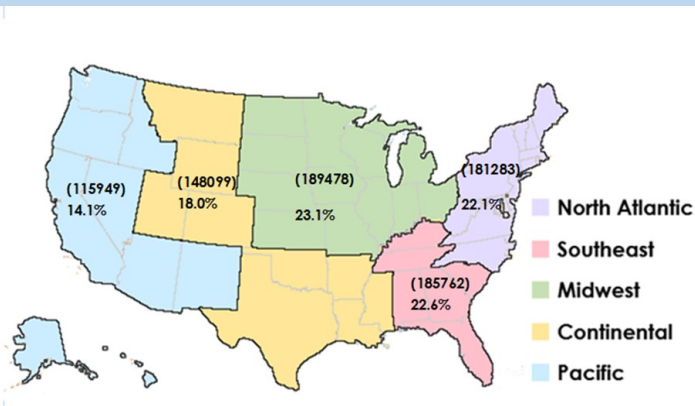 (115949)
14.1%
(148099)
18.0%
(189478)
23.1%
(181283)
22.1%
(185762)
22.6%
North Atlantic
Southeast
Midwest
Continental
Pacific